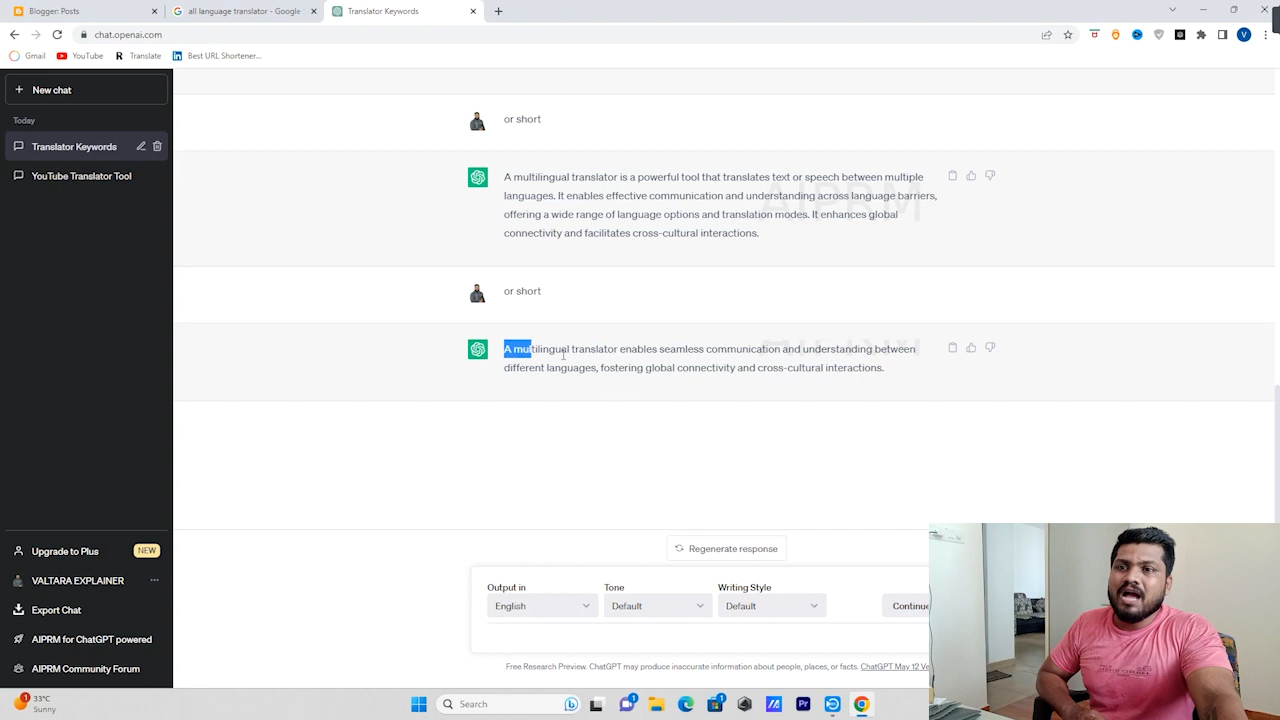 Blogger: Posts
all language translator - Google
Translator Keywords
chat.openai.com
V
Gmail
YouTube
Translate
Best URL Shortener...
New chat
Today
Translator Keywords
YouTube Translator Tool
or short
A multilingual translator is a powerful tool that translates text or speech between multiple
languages. It enables effective communication and understanding across language barriers,
offering a wide range of language options and translation modes. It enhances global
connectivity and facilitates cross-cultural interactions.
AIPRM
or short
A multilingual translator enables seamless communication and understanding between
different languages, fostering global connectivity and cross-cultural interactions.
Regenerate response
Output in
Tone
Writing Style
English
Default
Default
Continue
Free Research Preview. ChatGPT may produce inaccurate information about people, places, or facts. ChatGPT May 12 Ve
Upgrade to Plus
NEW
VALTARA EXPLAINER
Export Chat
AIPRM for ChatGPT powered
AIPRM Community Forum
33°C
Sunny
Search